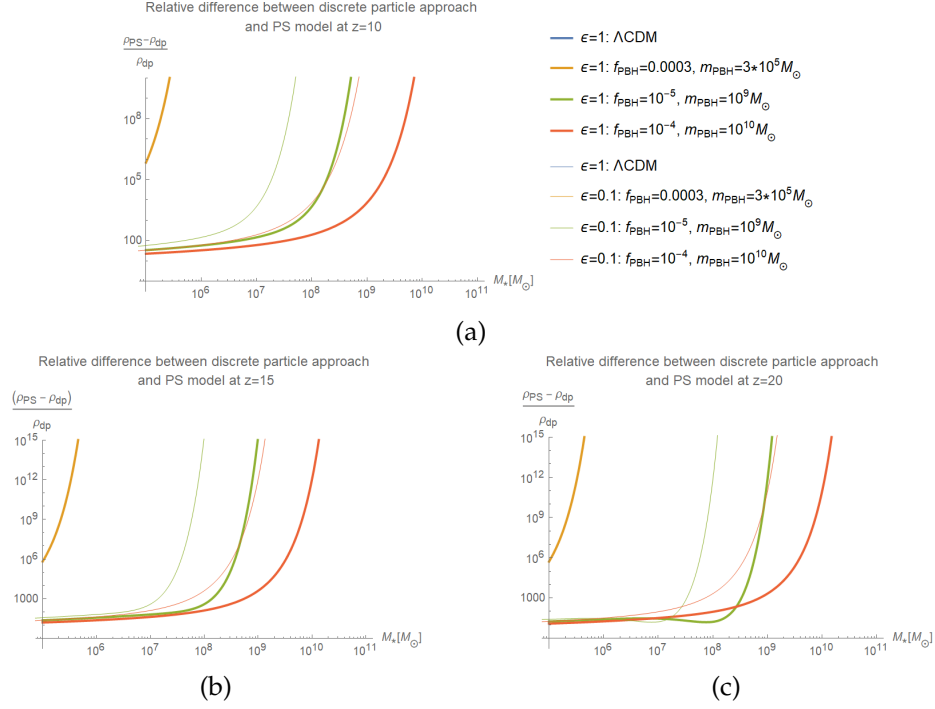 Relative difference between discrete particle approach
and PS model at z=10
ρPS−ρdp
ρdp
10^8
10^5
100
10^6 10^7 10^8 10^9 10^10 10^11
M*[M⊙]
ϵ=1: ΛCDM
ϵ=1: fPBH=0.0003, mPBH=3*10^5M⊙
ϵ=1: fPBH=10^-5, mPBH=10^9M⊙
ϵ=1: fPBH=10^-4, mPBH=10^10M⊙
ϵ=1: ΛCDM
ϵ=0.1: fPBH=0.0003, mPBH=3*10^5M⊙
ϵ=0.1: fPBH=10^-5, mPBH=10^9M⊙
ϵ=0.1: fPBH=10^-4, mPBH=10^10M⊙
(a)
Relative difference between discrete particle approach
and PS model at z=15
(ρPS − ρdp)
ρdp
10^15
10^12
10^9
10^6
1000
10^6 10^7 10^8 10^9 10^10 10^11
M*[M⊙]
(b)
Relative difference between discrete particle approach
and PS model at z=20
ρPS − ρdp
ρdp
10^15
10^12
10^9
10^6
1000
10^6 10^7 10^8 10^9 10^10 10^11
M*[M⊙]
(c)